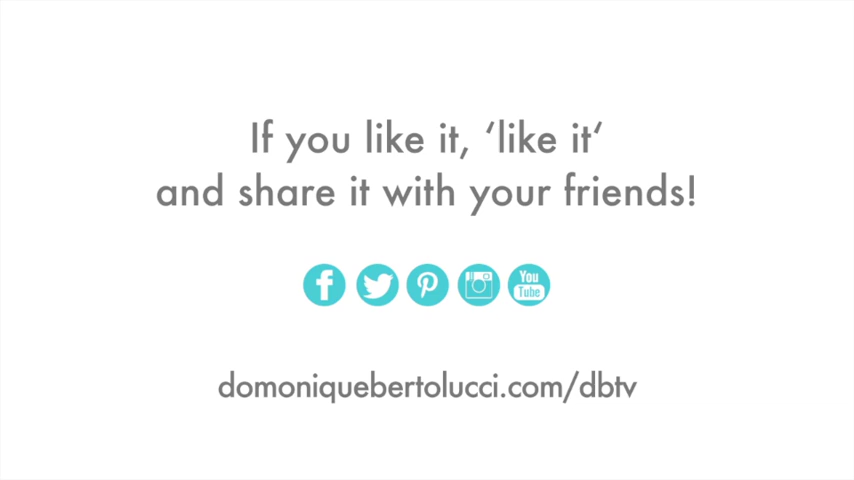 If you like it, ‘like it‘
and share it with your friends!
You
Tube
domoniquebertolucci.com/dbtv